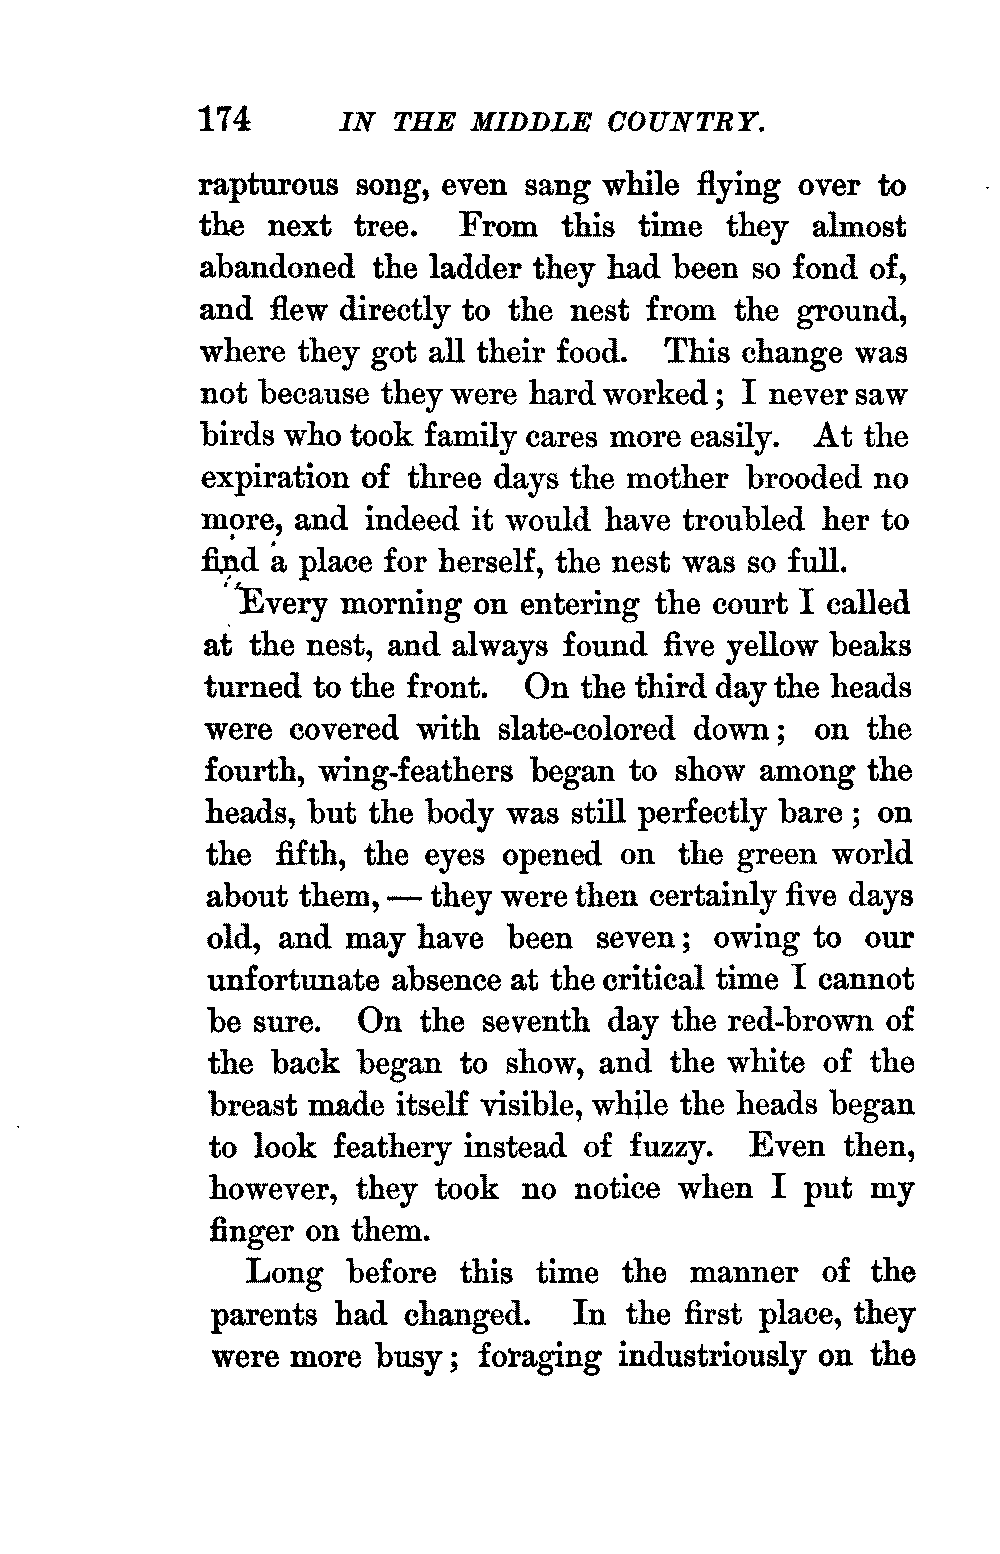 174 IN THE MIDDLE COUNTRY.
rapturous song, even sang while flying over to
the next tree. From this time they almost
abandoned the ladder they had been so fond of,
and flew directly to the nest from the ground,
where they got all their food. This change was
not because they were hard worked; I never saw
birds who took family cares more easily. At the
expiration of three days the mother brooded no
more, and indeed it would have troubled her to
find a place for herself, the nest was so full.
Every morning on entering the court I called
at the nest, and always found five yellow beaks
turned to the front. On the third day the heads
were covered with slate-colored down; on the
fourth, wing-feathers began to show among the
heads, but the body was still perfectly bare; on
the fifth, the eyes opened on the green world
about them, — they were then certainly five days
old, and may have been seven; owing to our
unfortunate absence at the critical time I cannot
be sure. On the seventh day the red-brown of
the back began to show, and the white of the
breast made itself visible, while the heads began
to look feathery instead of fuzzy. Even then,
however, they took no notice when I put my
finger on them.
Long before this time the manner of the
parents had changed. In the first place, they
were more busy; foraging industriously on the